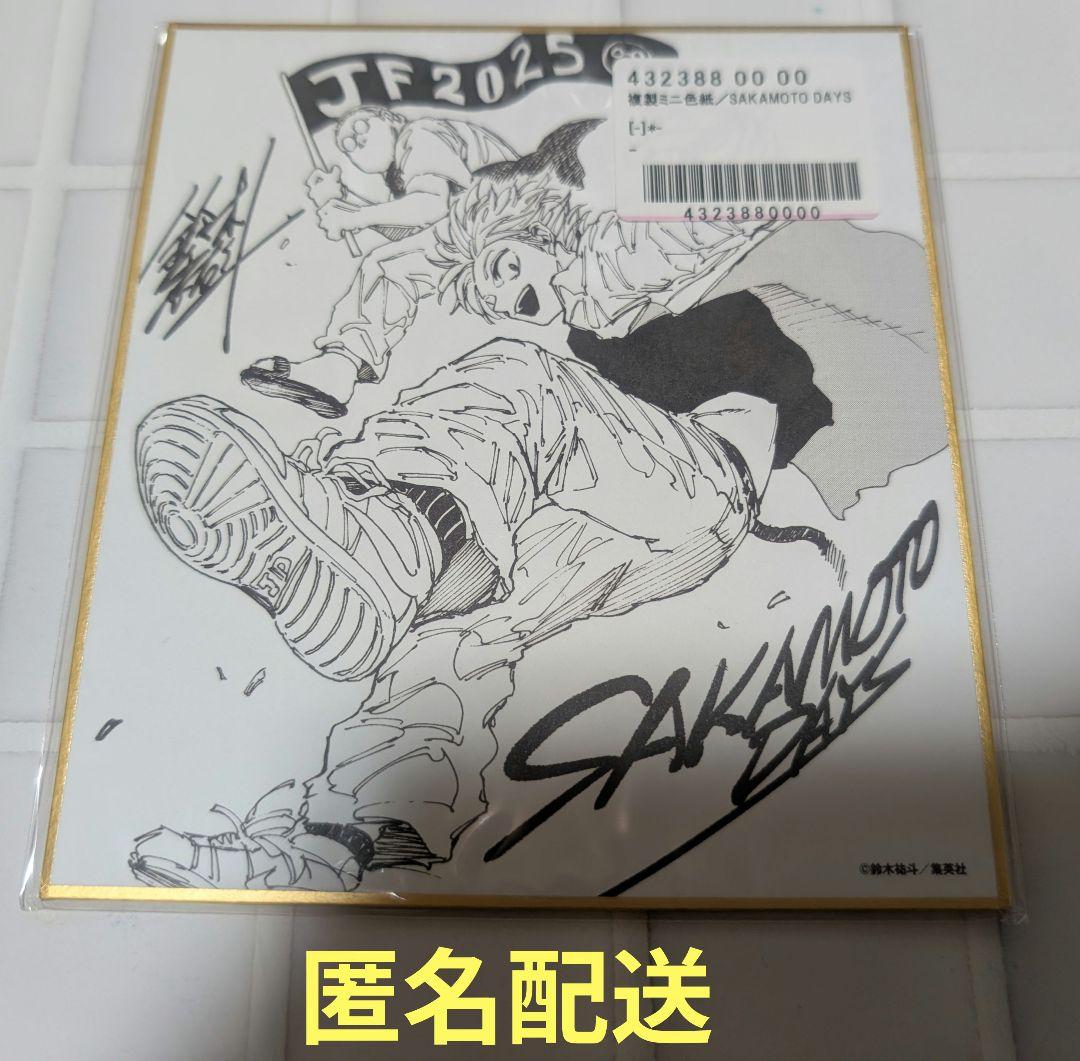 JF2025
432388 00 00
複製ミニ色紙／SAKAMOTO DAYS
[-]*-
-
4323880000
SAKAMOTO
DAYS
©鈴木祐斗／集英社
匿名配送